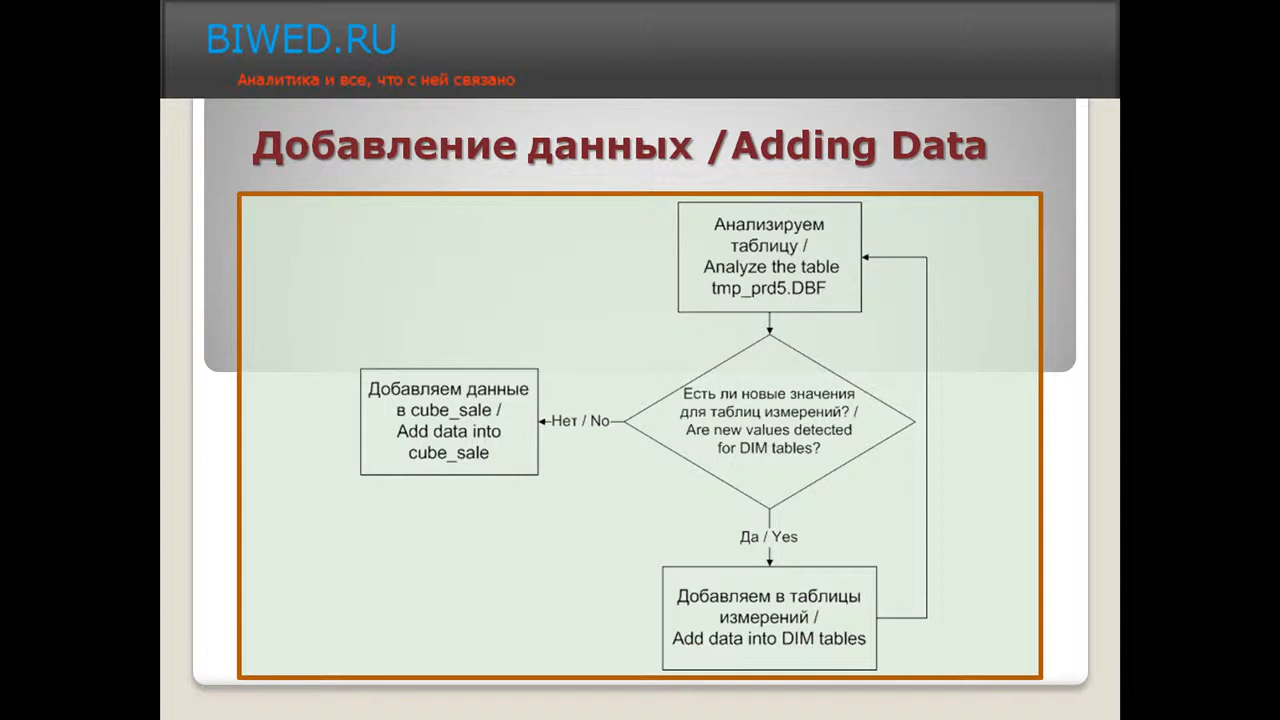 BIWED.RU
Аналитика и все, что с ней связано
Добавление данных /Adding Data
Анализируем
таблицу /
Analyze the table
tmp_prd5.DBF
Есть ли новые значения
для таблиц измерений? /
Are new values detected
for DIM tables?
Нет / No
Добавляем данные
в cube_sale /
Add data into
cube_sale
Да / Yes
Добавляем в таблицы
измерений /
Add data into DIM tables